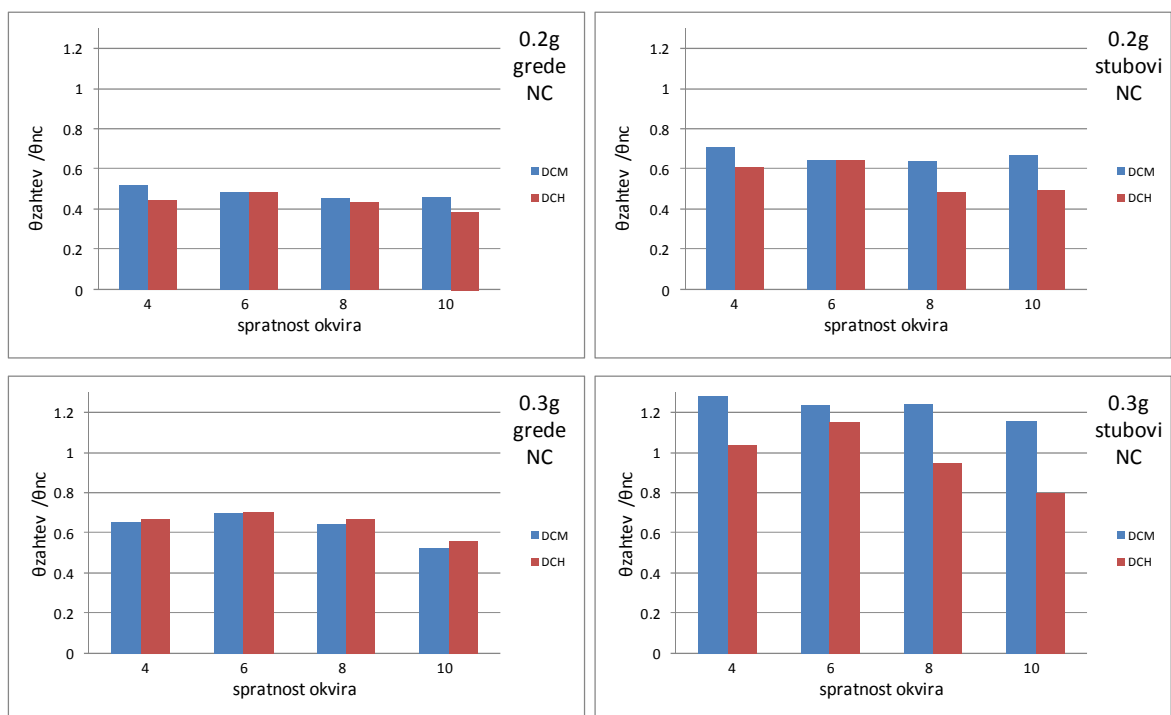 0.2g
grede
NC
θzahtev /θnc
1.2
1
0.8
0.6
0.4
0.2
0
4 6 8 10
spratnost okvira
DCM
DCH
0.2g
stubovi
NC
θzahtev /θnc
1.2
1
0.8
0.6
0.4
0.2
0
4 6 8 10
spratnost okvira
DCM
DCH
0.3g
grede
NC
θzahtev /θnc
1.2
1
0.8
0.6
0.4
0.2
0
4 6 8 10
spratnost okvira
DCM
DCH
0.3g
stubovi
NC
θzahtev /θnc
1.2
1
0.8
0.6
0.4
0.2
0
4 6 8 10
spratnost okvira
DCM
DCH